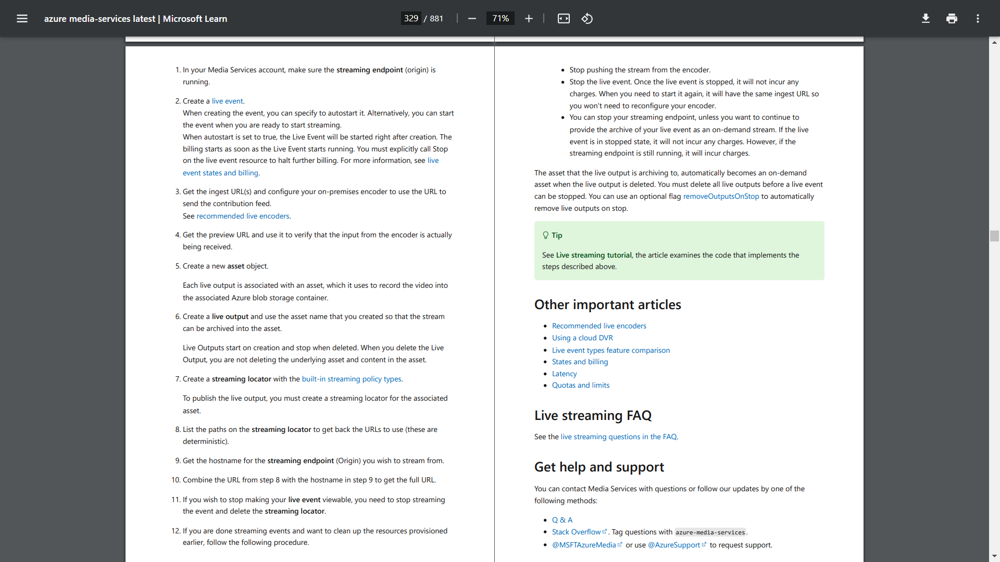 azure media-services latest | Microsoft Learn
329 / 881
71%
1. In your Media Services account, make sure the streaming endpoint (origin) is
running.
2. Create a live event.
When creating the event, you can specify to autostart it. Alternatively, you can start
the event when you are ready to start streaming.
When autostart is set to true, the Live Event will be started right after creation. The
billing starts as soon as the Live Event starts running. You must explicitly call Stop
on the live event resource to halt further billing. For more information, see live
event states and billing.
3. Get the ingest URL(s) and configure your on-premises encoder to use the URL to
send the contribution feed.
See recommended live encoders.
4. Get the preview URL and use it to verify that the input from the encoder is actually
being received.
5. Create a new asset object.
Each live output is associated with an asset, which it uses to record the video into
the associated Azure blob storage container.
6. Create a live output and use the asset name that you created so that the stream
can be archived into the asset.
Live Outputs start on creation and stop when deleted. When you delete the Live
Output, you are not deleting the underlying asset and content in the asset.
7. Create a streaming locator with the built-in streaming policy types.
To publish the live output, you must create a streaming locator for the associated
asset.
8. List the paths on the streaming locator to get back the URLs to use (these are
deterministic).
9. Get the hostname for the streaming endpoint (Origin) you wish to stream from.
10. Combine the URL from step 8 with the hostname in step 9 to get the full URL.
11. If you wish to stop making your live event viewable, you need to stop streaming
the event and delete the streaming locator.
12. If you are done streaming events and want to clean up the resources provisioned
earlier, follow the following procedure.
• Stop pushing the stream from the encoder.
• Stop the live event. Once the live event is stopped, it will not incur any
charges. When you need to start it again, it will have the same ingest URL so
you won't need to reconfigure your encoder.
• You can stop your streaming endpoint, unless you want to continue to
provide the archive of your live event as an on-demand stream. If the live
event is in stopped state, it will not incur any charges. However, if the
streaming endpoint is still running, it will incur charges.
The asset that the live output is archiving to, automatically becomes an on-demand
asset when the live output is deleted. You must delete all live outputs before a live event
can be stopped. You can use an optional flag removeOutputsOnStop to automatically
remove live outputs on stop.
Tip
See Live streaming tutorial, the article examines the code that implements the
steps described above.
Other important articles
• Recommended live encoders
• Using a cloud DVR
• Live event types feature comparison
• States and billing
• Latency
• Quotas and limits
Live streaming FAQ
See the live streaming questions in the FAQ.
Get help and support
You can contact Media Services with questions or follow our updates by one of the
following methods:
• Q & A
• Stack Overflow. Tag questions with azure-media-services.
• @MSFTAzureMedia or use @AzureSupport to request support.